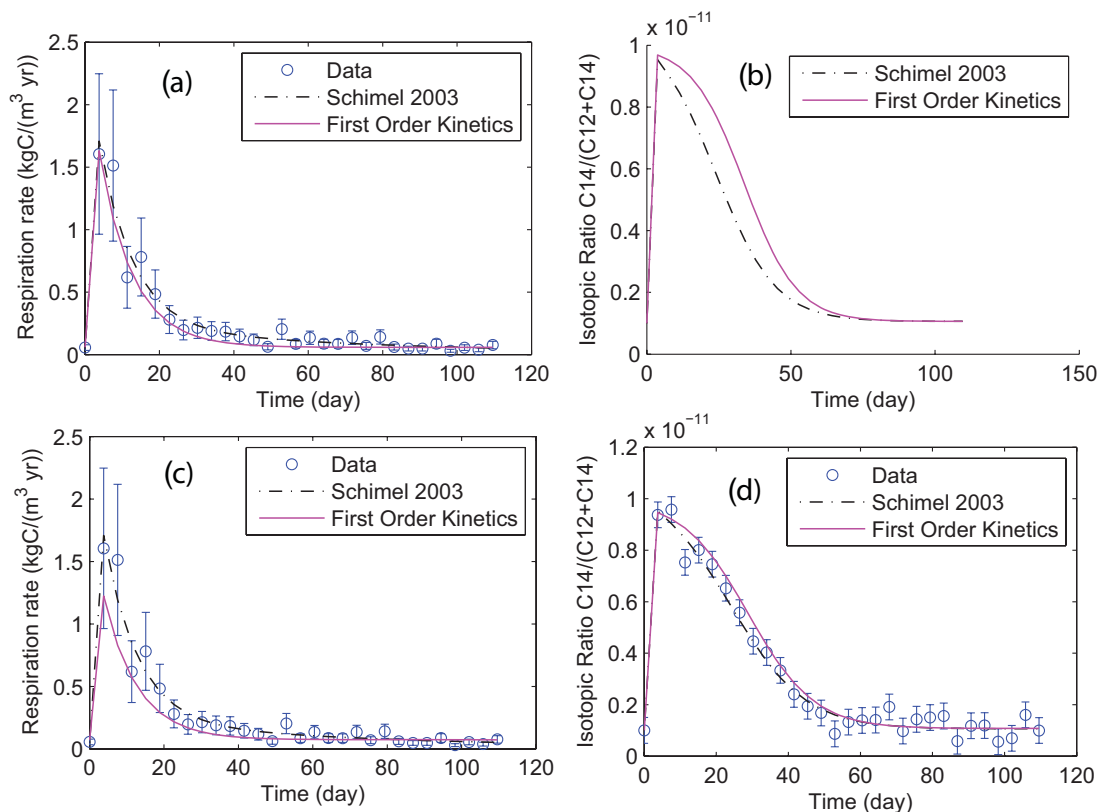 (a)
Data
Schimel 2003
First Order Kinetics
Respiration rate (kgC/(m³ yr))
2.5
2
1.5
1
0.5
0
0 20 40 60 80 100 120
Time (day)
(b)
x 10⁻¹¹
Schimel 2003
First Order Kinetics
Isotopic Ratio C14/(C12+C14)
1
0.8
0.6
0.4
0.2
0
0 50 100 150
Time (day)
(c)
Data
Schimel 2003
First Order Kinetics
Respiration rate (kgC/(m³ yr))
2.5
2
1.5
1
0.5
0
0 20 40 60 80 100 120
Time (day)
(d)
x 10⁻¹¹
Data
Schimel 2003
First Order Kinetics
Isotopic Ratio C14/(C12+C14)
1.2
1
0.8
0.6
0.4
0.2
0
0 20 40 60 80 100 120
Time (day)